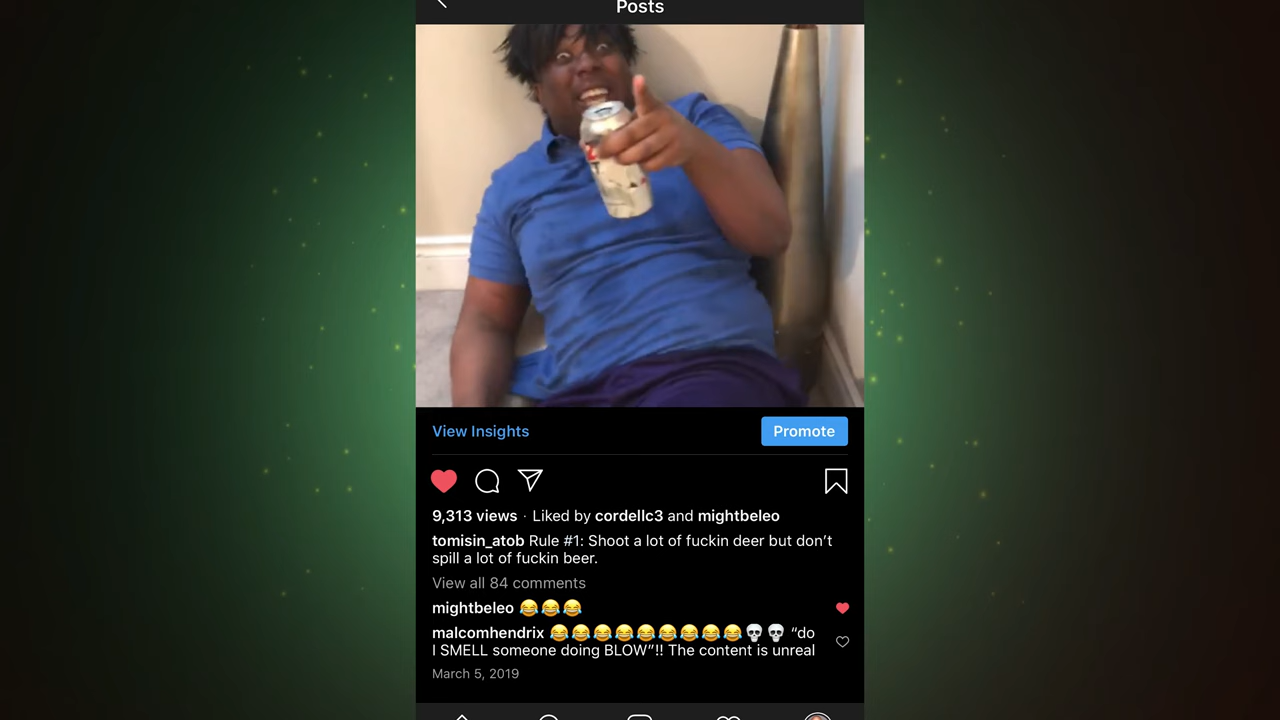 Posts
View Insights
Promote
9,313 views · Liked by cordellc3 and mightbeleo
tomisin_atob Rule #1: Shoot a lot of fuckin deer but don’t
spill a lot of fuckin beer.
View all 84 comments
mightbeleo 😂😂😂
malcomhendrix 😂😂😂😂😂😂😂😂😂💀💀 “do
I SMELL someone doing BLOW”!! The content is unreal
March 5, 2019